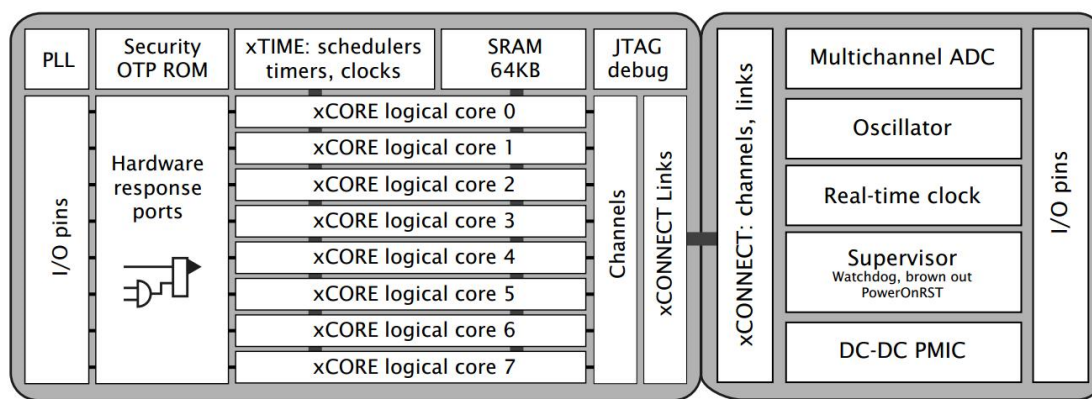 PLL
Security
OTP ROM
xTIME: schedulers
timers, clocks
SRAM
64KB
JTAG
debug
I/O pins
Hardware
response
ports
xCORE logical core 0
xCORE logical core 1
xCORE logical core 2
xCORE logical core 3
xCORE logical core 4
xCORE logical core 5
xCORE logical core 6
xCORE logical core 7
Channels
xCONNECT Links
xCONNECT: channels, links
Multichannel ADC
Oscillator
Real-time clock
Supervisor
Watchdog, brown out
PowerOnRST
DC-DC PMIC
I/O pins